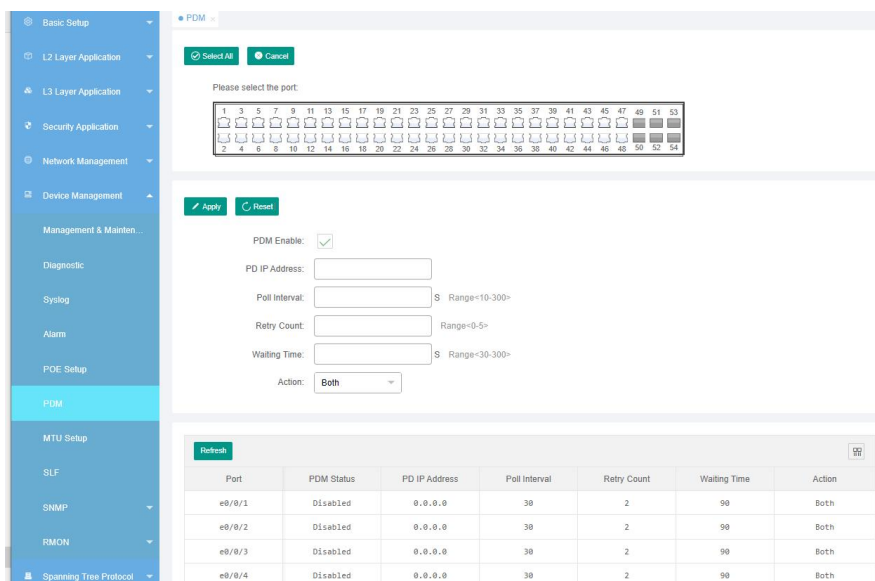 Basic Setup
L2 Layer Application
L3 Layer Application
Security Application
Network Management
Device Management
Management & Mainten...
Diagnostic
Syslog
Alarm
POE Setup
PDM
MTU Setup
SLF
SNMP
RMON
Spanning Tree Protocol
PDM ×
Select All Cancel
Please select the port:
1 3 5 7 9 11 13 15 17 19 21 23 25 27 29 31 33 35 37 39 41 43 45 47 49 51 53
2 4 6 8 10 12 14 16 18 20 22 24 26 28 30 32 34 36 38 40 42 44 46 48 50 52 54
Apply Reset
PDM Enable:
PD IP Address:
Poll Interval: S Range<10-300>
Retry Count: Range<0-5>
Waiting Time: S Range<30-300>
Action: Both
Refresh
Port PDM Status PD IP Address Poll Interval Retry Count Waiting Time Action
e0/0/1 Disabled 0.0.0.0 30 2 90 Both
e0/0/2 Disabled 0.0.0.0 30 2 90 Both
e0/0/3 Disabled 0.0.0.0 30 2 90 Both
e0/0/4 Disabled 0.0.0.0 30 2 90 Both